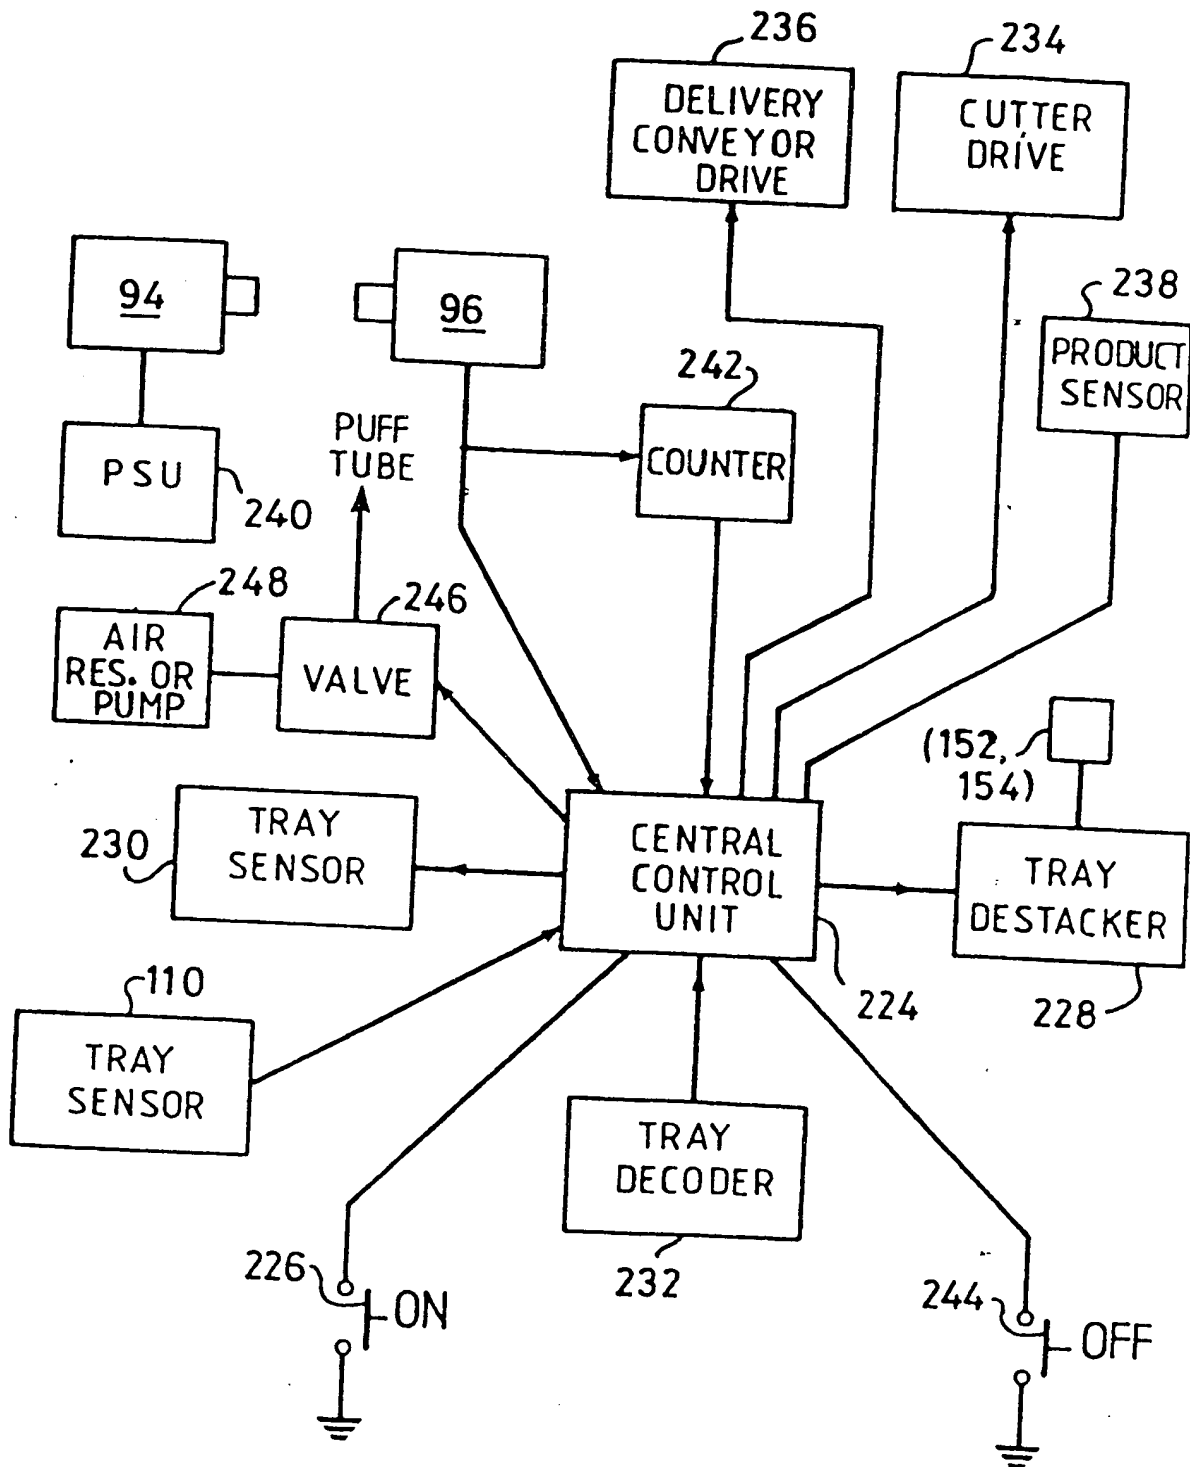 236
234
DELIVERY
CONVEYOR
DRIVE
CUTTER
DRIVE
94
96
238
PRODUCT
SENSOR
242
COUNTER
PUFF
TUBE
PSU
240
248
AIR
RES. OR
PUMP
246
VALVE
(152,
154)
230
TRAY
SENSOR
CENTRAL
CONTROL
UNIT
TRAY
DESTACKER
224
228
110
TRAY
SENSOR
TRAY
DECODER
232
226
ON
244
OFF